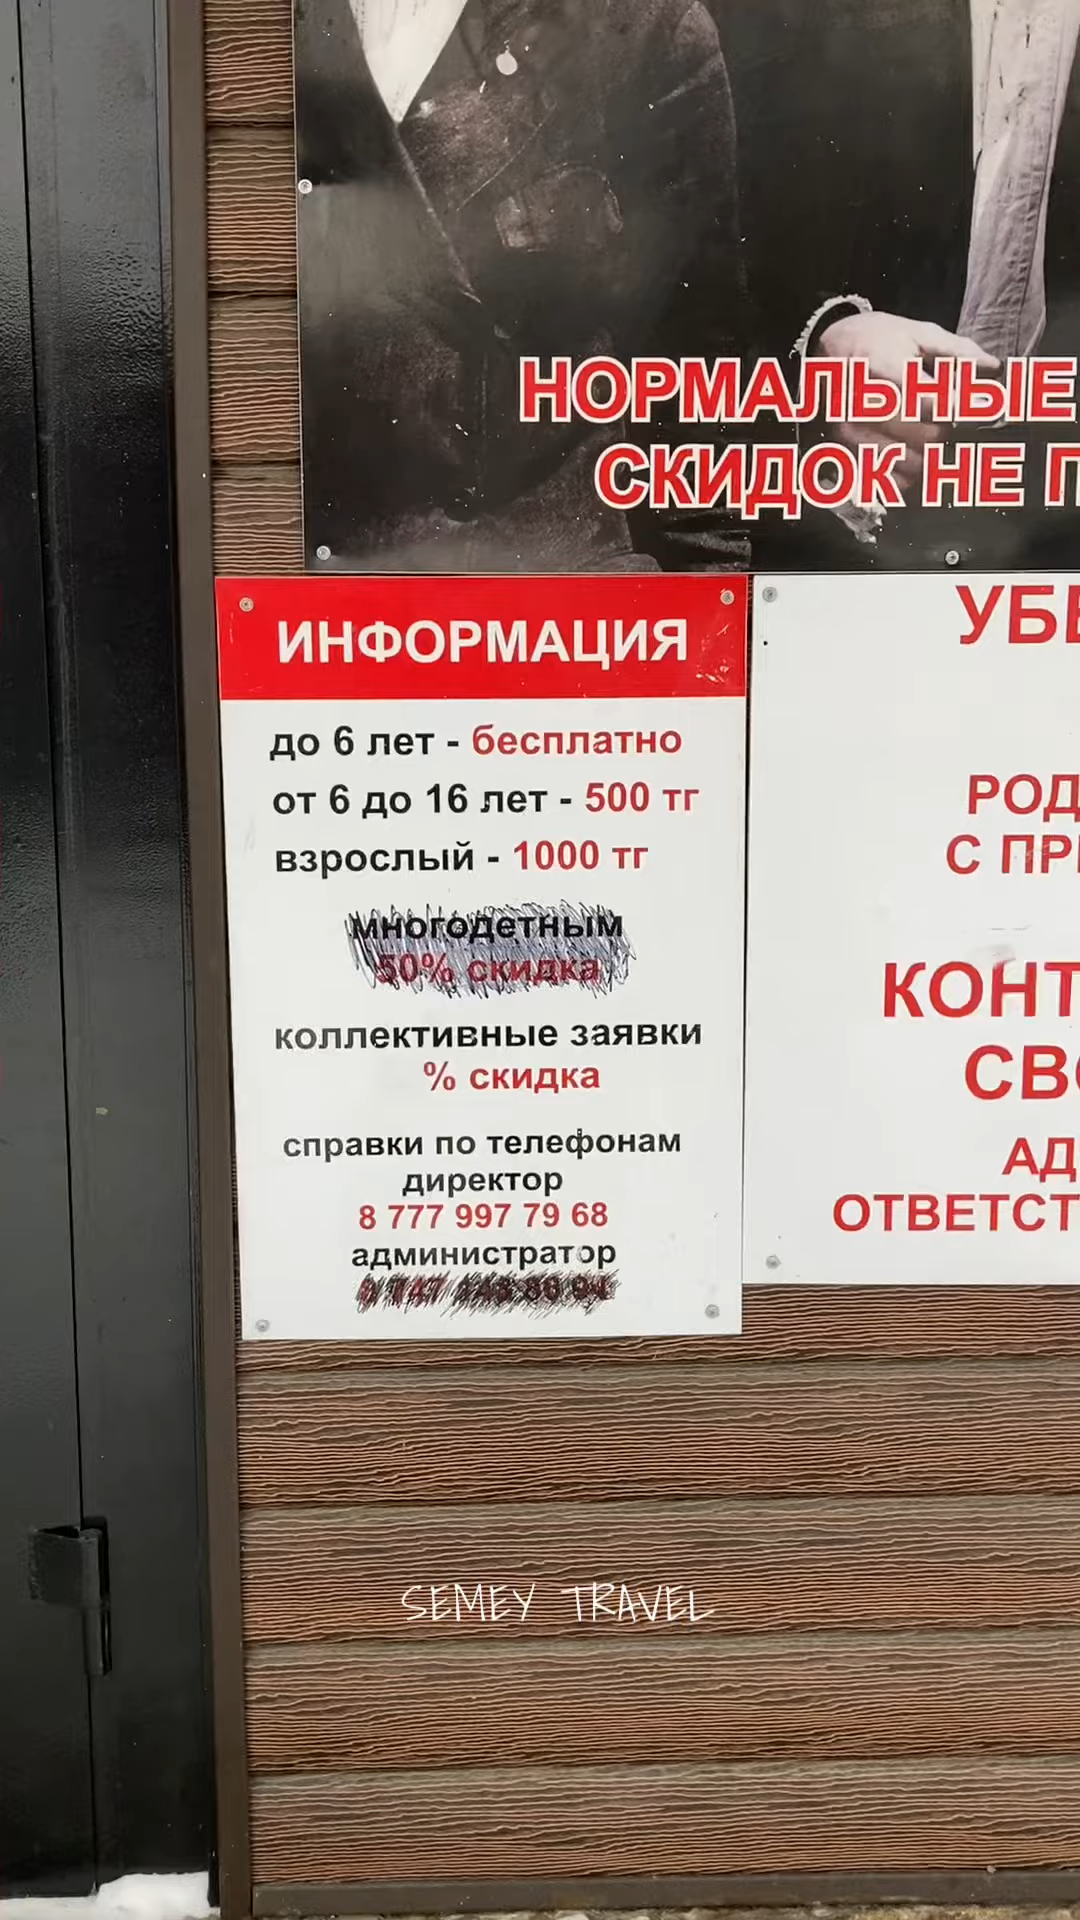 НОРМАЛЬНЫЕ
СКИДОК НЕ
ИНФОРМАЦИЯ
до 6 лет - бесплатно
от 6 до 16 лет - 500 тг
взрослый - 1000 тг
многодетным
50% скидка
коллективные заявки
% скидка
справки по телефонам
директор
8 777 997 79 68
администратор
УБЕ
РОД
С ПРИ
КОНТ
СВО
АД
ОТВЕТСТ
SEMEY TRAVEL